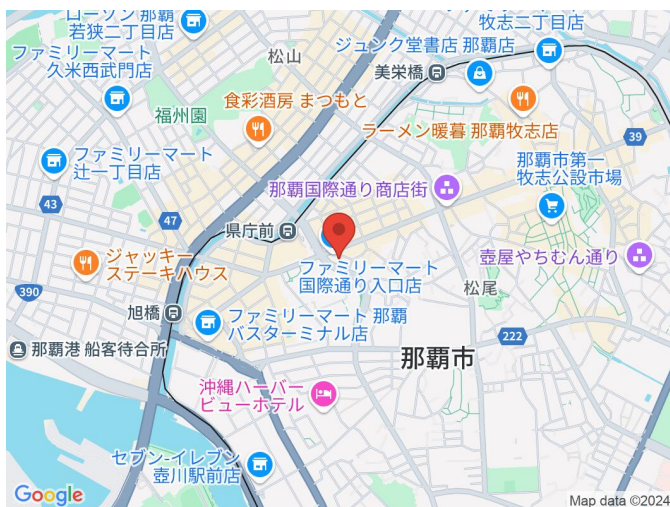 ローソン 那覇
若狭二丁目店
ファミリーマート
久米西武門店
松山
福州園
食彩酒房 まつもと
ジュンク堂書店 那覇店
牧志二丁目店
美栄橋
ラーメン暖暮 那覇牧志店
39
ファミリーマート
辻一丁目店
43
47
那覇国際通り商店街
那覇市第一
牧志公設市場
県庁前
ジャッキー
ステーキハウス
ファミリーマート
国際通り入口店
壺屋やちむん通り
松尾
390
旭橋
ファミリーマート 那覇
バスターミナル店
222
那覇港 船客待合所
那覇市
沖縄ハーバー
ビューホテル
セブン-イレブン
壺川駅前店
Google
Map data ©2024